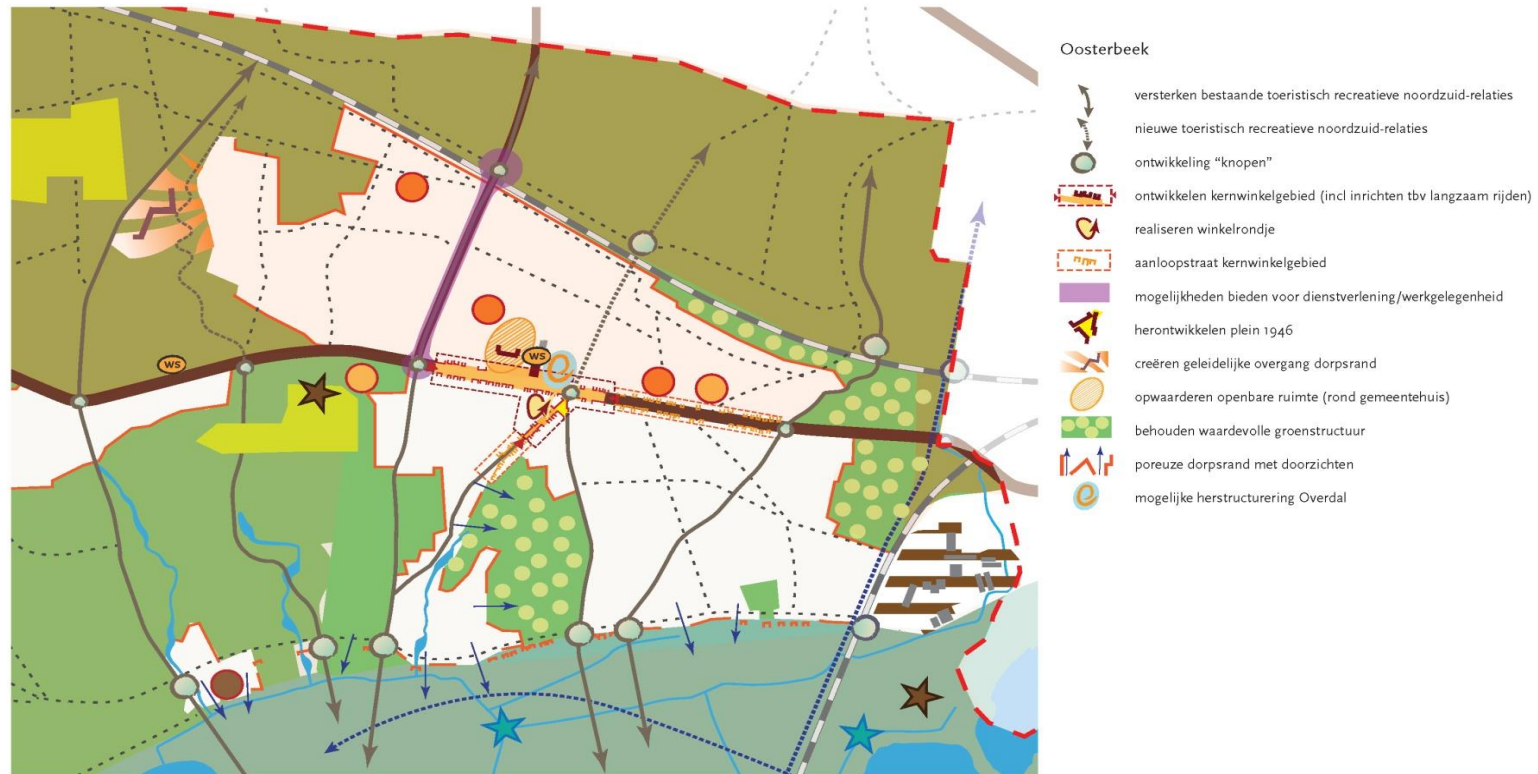 Oosterbeek
versterken bestaande toeristisch recreatieve noordzuid-relaties
nieuwe toeristisch recreatieve noordzuid-relaties
ontwikkeling “knopen”
ontwikkelen kernwinkelgebied (incl inrichten tbv langzaam rijden)
realiseren winkelrondje
aanloopstraat kernwinkelgebied
mogelijkheden bieden voor dienstverlening/werkgelegenheid
herontwikkelen plein 1946
creëren geleidelijke overgang dorpsrand
opwaarderen openbare ruimte (rond gemeentehuis)
behouden waardevolle groenstructuur
poreuze dorpsrand met doorzichten
mogelijke herstructurering Overdal
WS
WS